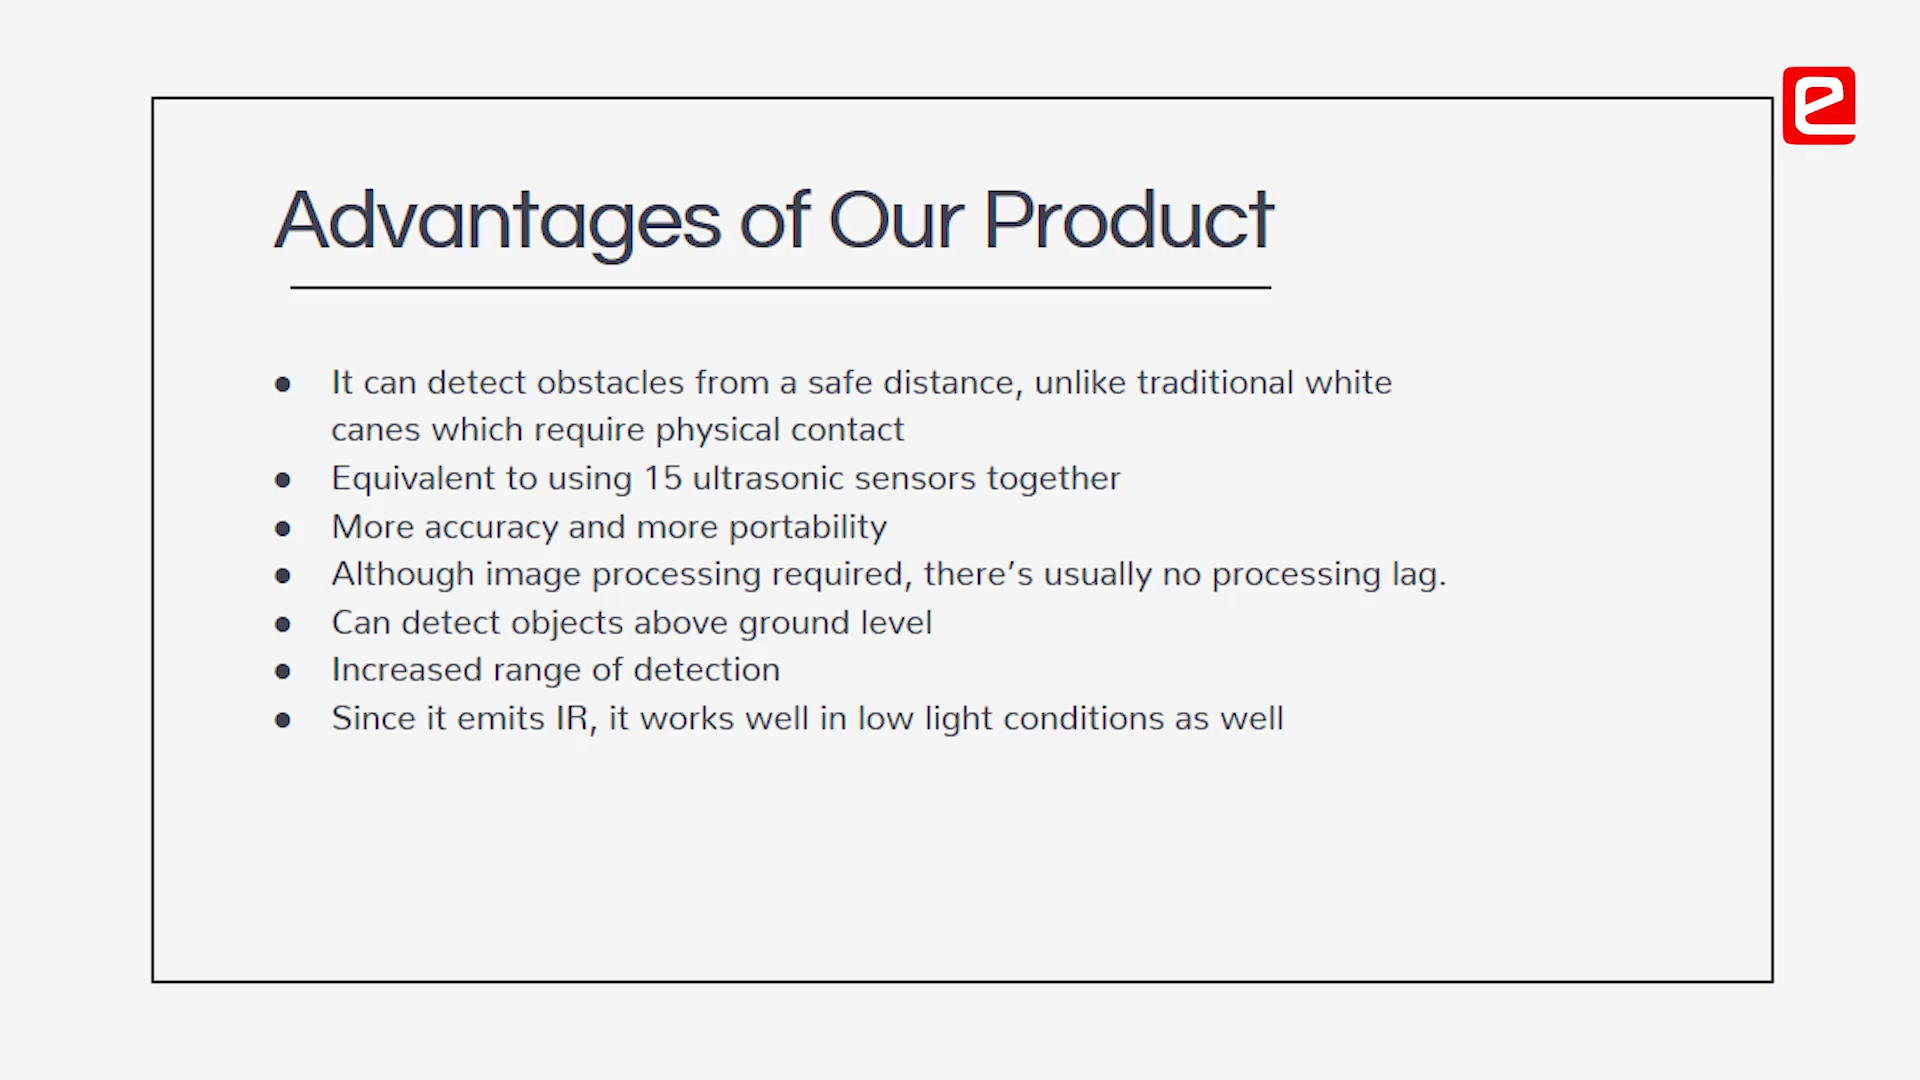 Advantages of Our Product
● It can detect obstacles from a safe distance, unlike traditional white
canes which require physical contact
● Equivalent to using 15 ultrasonic sensors together
● More accuracy and more portability
● Although image processing required, there’s usually no processing lag.
● Can detect objects above ground level
● Increased range of detection
● Since it emits IR, it works well in low light conditions as well
e